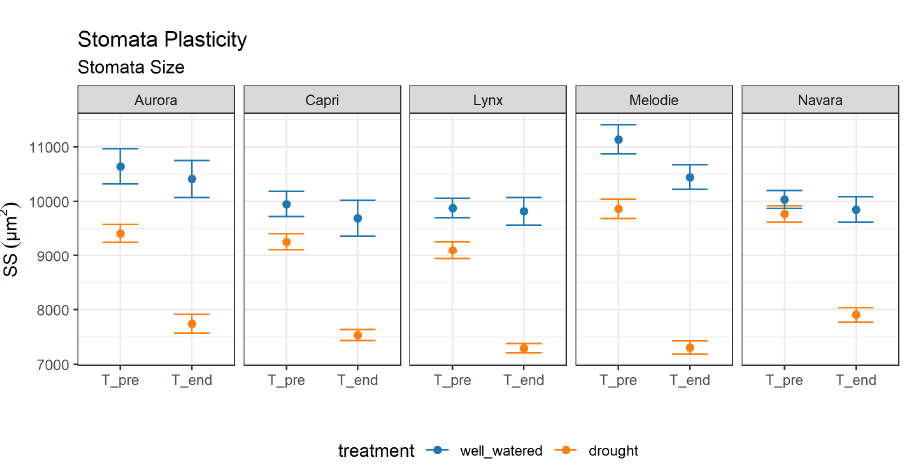 Stomata Plasticity
Stomata Size
Aurora Capri Lynx Melodie Navara
SS (μm²)
11000
10000
9000
8000
7000
T_pre T_end T_pre T_end T_pre T_end T_pre T_end T_pre T_end
treatment well_watered drought